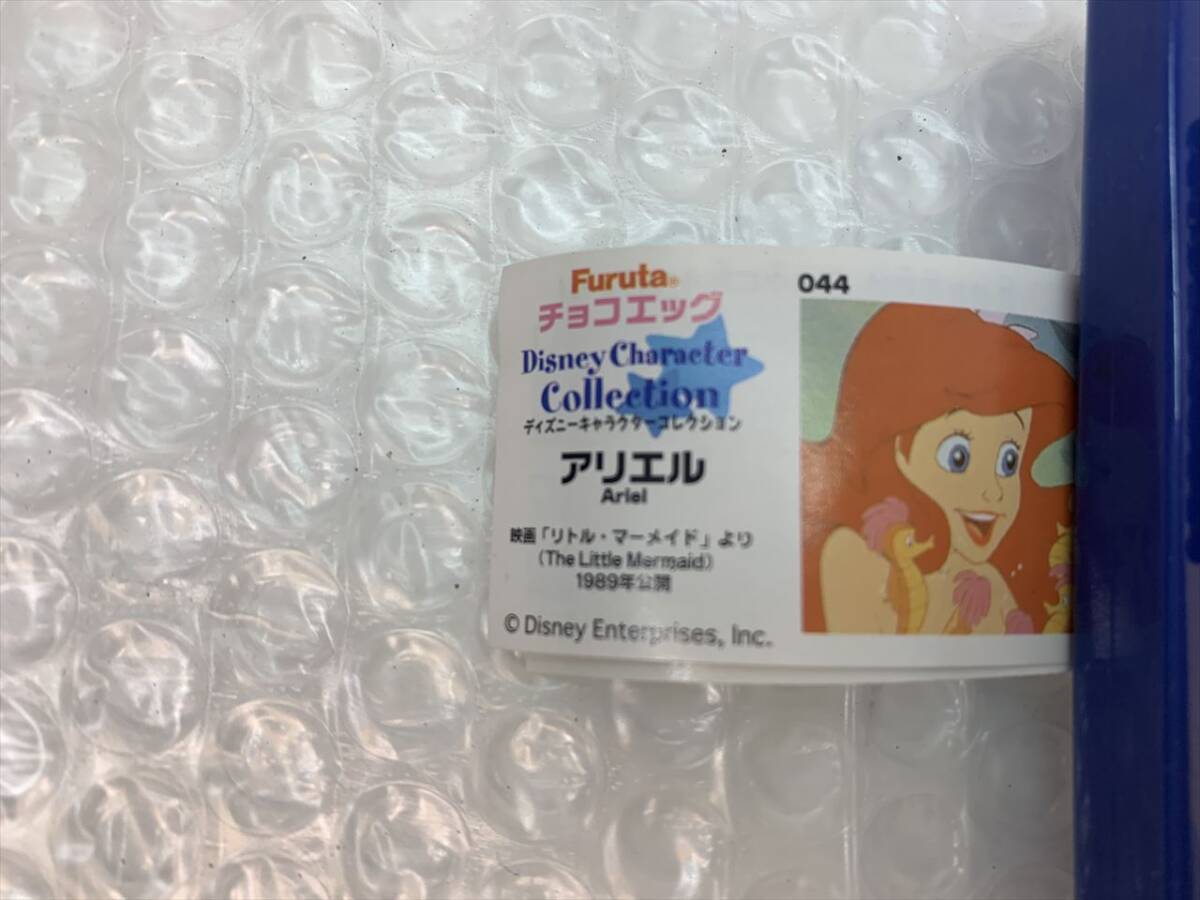 Furuta®
チョコエッグ
Disney Character
Collection
ディズニーキャラクターコレクション
アリエル
Ariel
映画「リトル・マーメイド」より
(The Little Mermaid)
1989年公開
© Disney Enterprises, Inc.
044